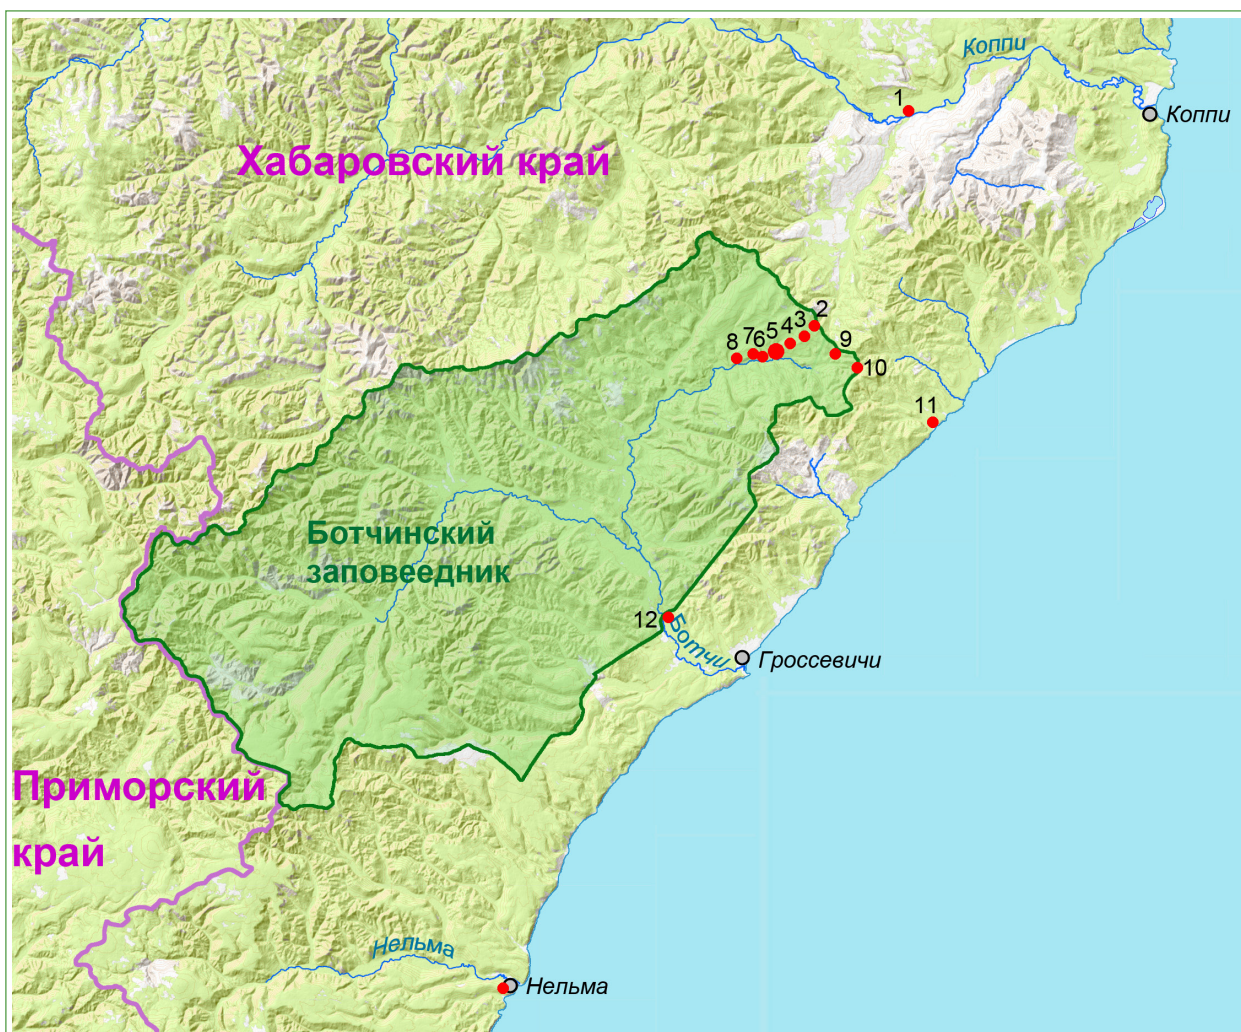 Коппи
1
Коппи
Хабаровский край
2
3
4
5
6
7
8
9
10
11
Ботчинский
заповеедник
12
Ботчи
Гроссевичи
Приморский
край
Нельма
Нельма